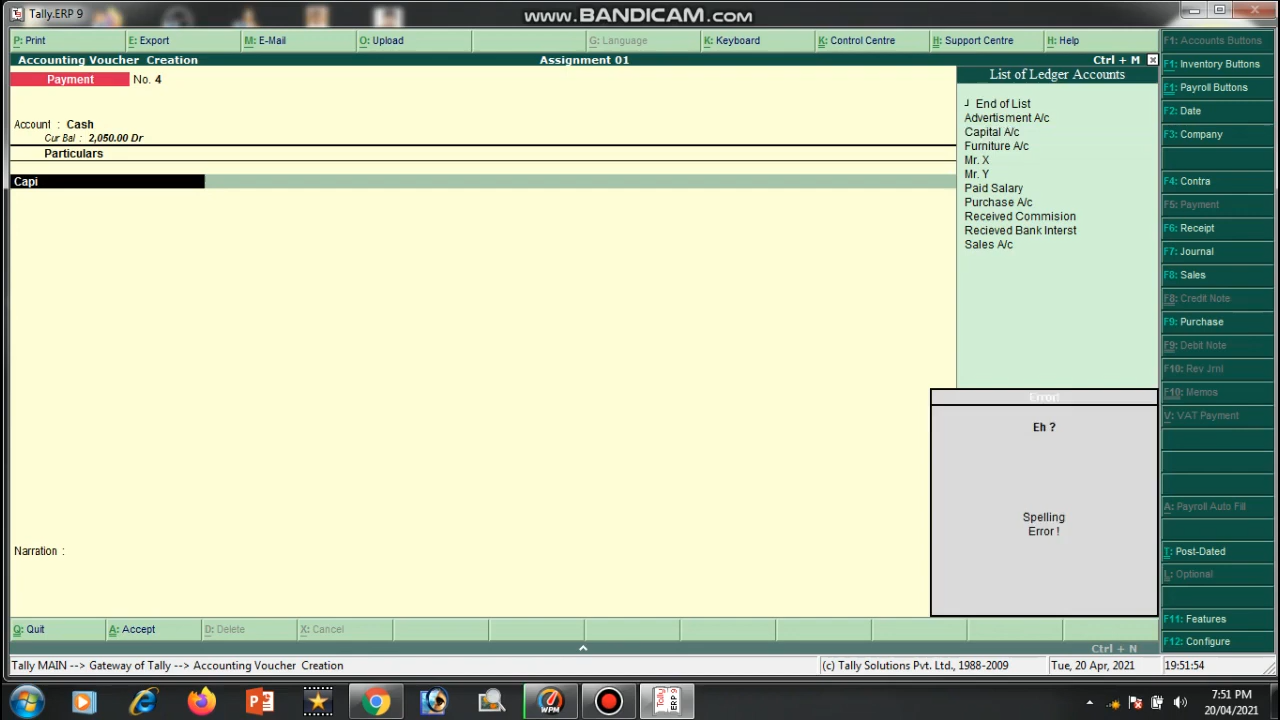 Tally.ERP 9
www.BANDICAM.com
P: Print
E: Export
M: E-Mail
O: Upload
G: Language
K: Keyboard
K: Control Centre
H: Support Centre
H: Help
Accounting Voucher Creation
Assignment 01
Ctrl + M
Payment
No. 4
Account : Cash
Cur Bal : 2,050.00 Dr
Particulars
Capi
Narration :
List of Ledger Accounts
End of List
Advertisment A/c
Capital A/c
Furniture A/c
Mr. X
Mr. Y
Paid Salary
Purchase A/c
Received Commision
Recieved Bank Interst
Sales A/c
Error!
Eh ?
Spelling
Error !
F1: Accounts Buttons
F1: Inventory Buttons
F1: Payroll Buttons
F2: Date
F3: Company
F4: Contra
F5: Payment
F6: Receipt
F7: Journal
F8: Sales
F8: Credit Note
F9: Purchase
F9: Debit Note
F10: Rev Jrnl
F10: Memos
V: VAT Payment
A: Payroll Auto Fill
T: Post-Dated
L: Optional
F11: Features
F12: Configure
Q: Quit
A: Accept
D: Delete
X: Cancel
Ctrl + N
Tally MAIN --> Gateway of Tally --> Accounting Voucher Creation
(c) Tally Solutions Pvt. Ltd., 1988-2009
Tue, 20 Apr, 2021
19:51:54
WPM
Tally
ERP 9
7:51 PM
20/04/2021